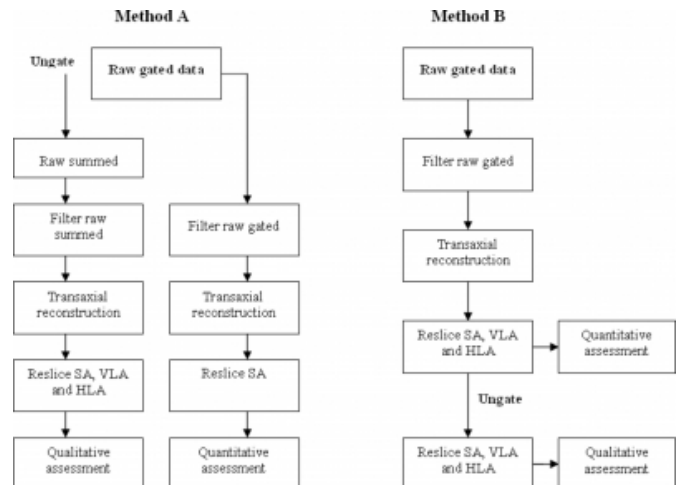 Method A
Ungate
Raw gated data
Raw summed
Filter raw
summed
Filter raw gated
Transaxial
reconstruction
Transaxial
reconstruction
Reslice SA, VLA
and HLA
Reslice SA
Qualitative
assessment
Quantitative
assessment
Method B
Raw gated data
Filter raw gated
Transaxial
reconstruction
Reslice SA, VLA
and HLA
Quantitative
assessment
Ungate
Reslice SA, VLA
and HLA
Qualitative
assessment